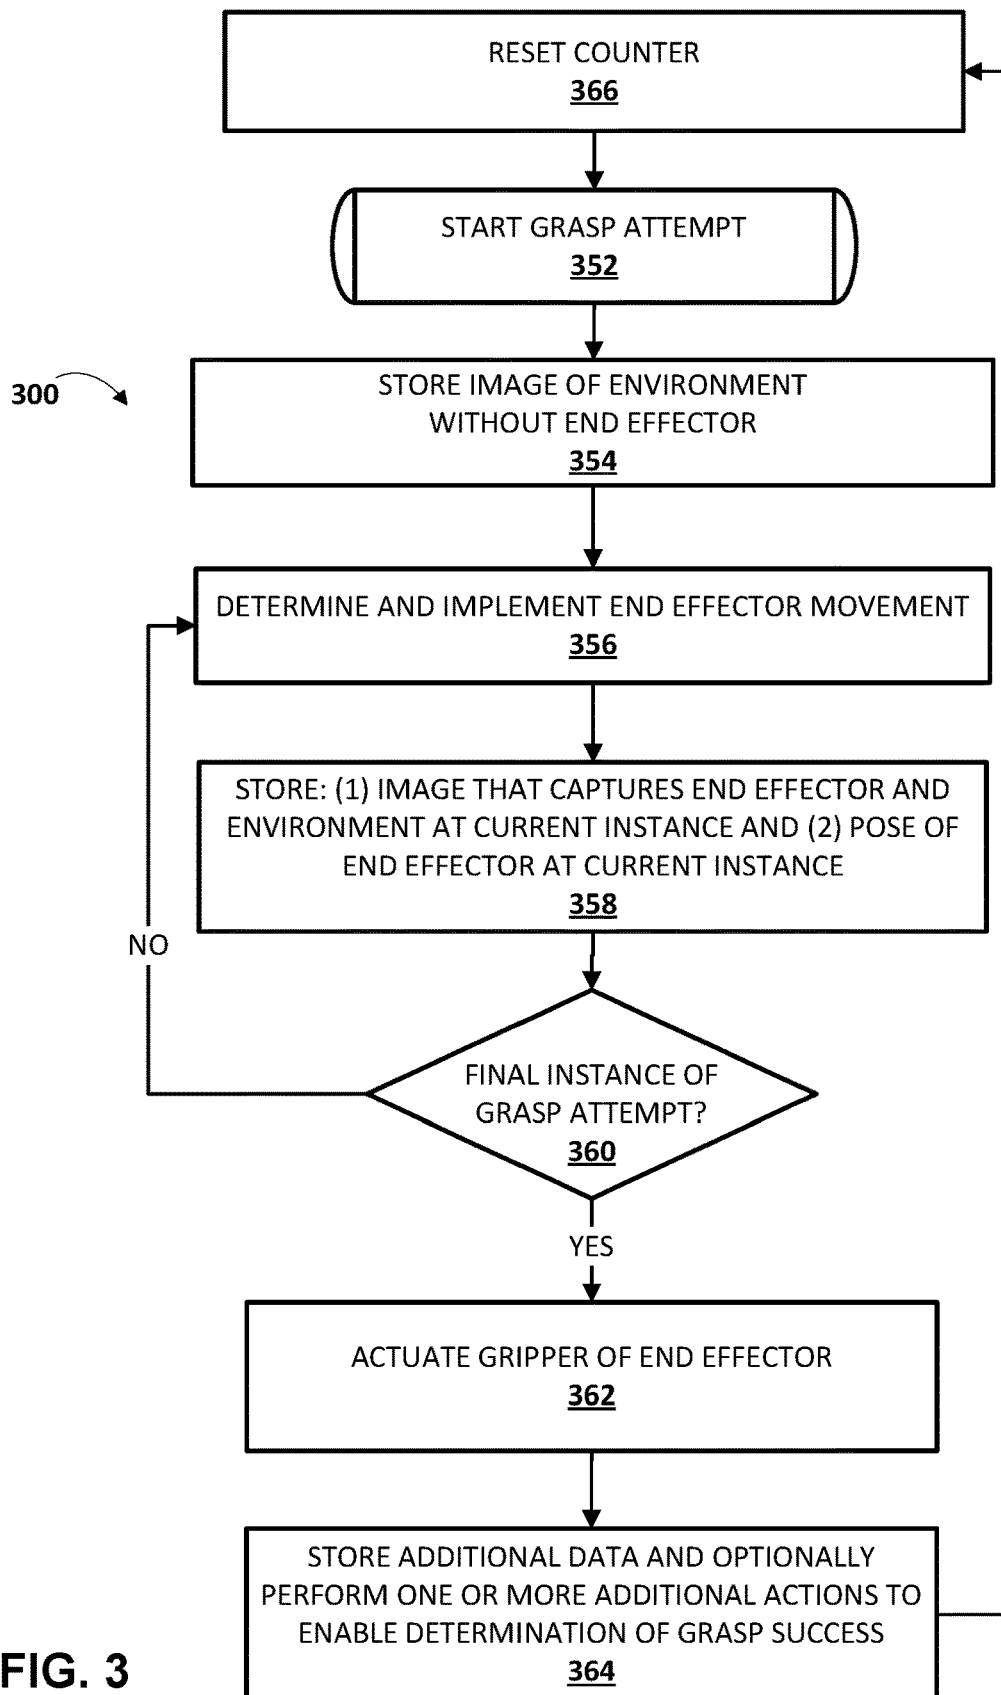 RESET COUNTER
366
START GRASP ATTEMPT
352
300
STORE IMAGE OF ENVIRONMENT
WITHOUT END EFFECTOR
354
DETERMINE AND IMPLEMENT END EFFECTOR MOVEMENT
356
STORE: (1) IMAGE THAT CAPTURES END EFFECTOR AND
ENVIRONMENT AT CURRENT INSTANCE AND (2) POSE OF
END EFFECTOR AT CURRENT INSTANCE
358
NO
FINAL INSTANCE OF
GRASP ATTEMPT?
360
YES
ACTUATE GRIPPER OF END EFFECTOR
362
STORE ADDITIONAL DATA AND OPTIONALLY
PERFORM ONE OR MORE ADDITIONAL ACTIONS TO
ENABLE DETERMINATION OF GRASP SUCCESS
364
FIG. 3